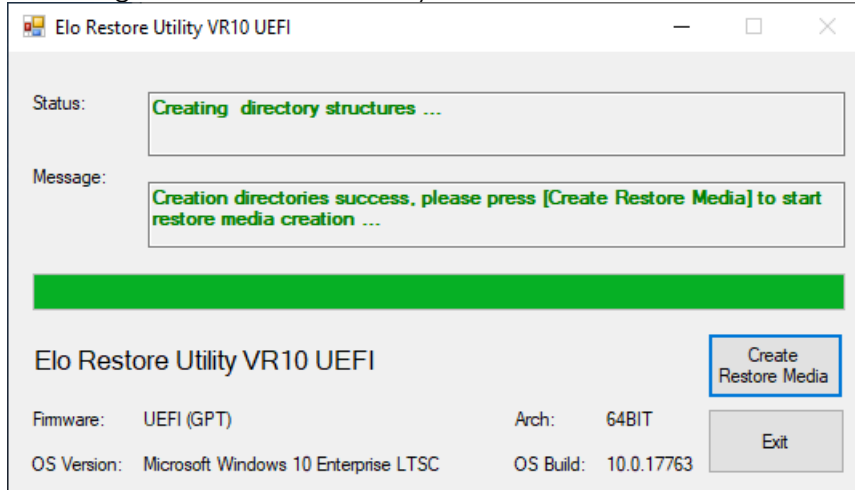 Elo Restore Utility VR10 UEFI
Status:
Creating  directory structures ...
Message:
Creation directories success, please press [Create Restore Media] to start
restore media creation ...
Elo Restore Utility VR10 UEFI
Create
Restore Media
Firmware: UEFI (GPT) Arch: 64BIT
Exit
OS Version: Microsoft Windows 10 Enterprise LTSC OS Build: 10.0.17763